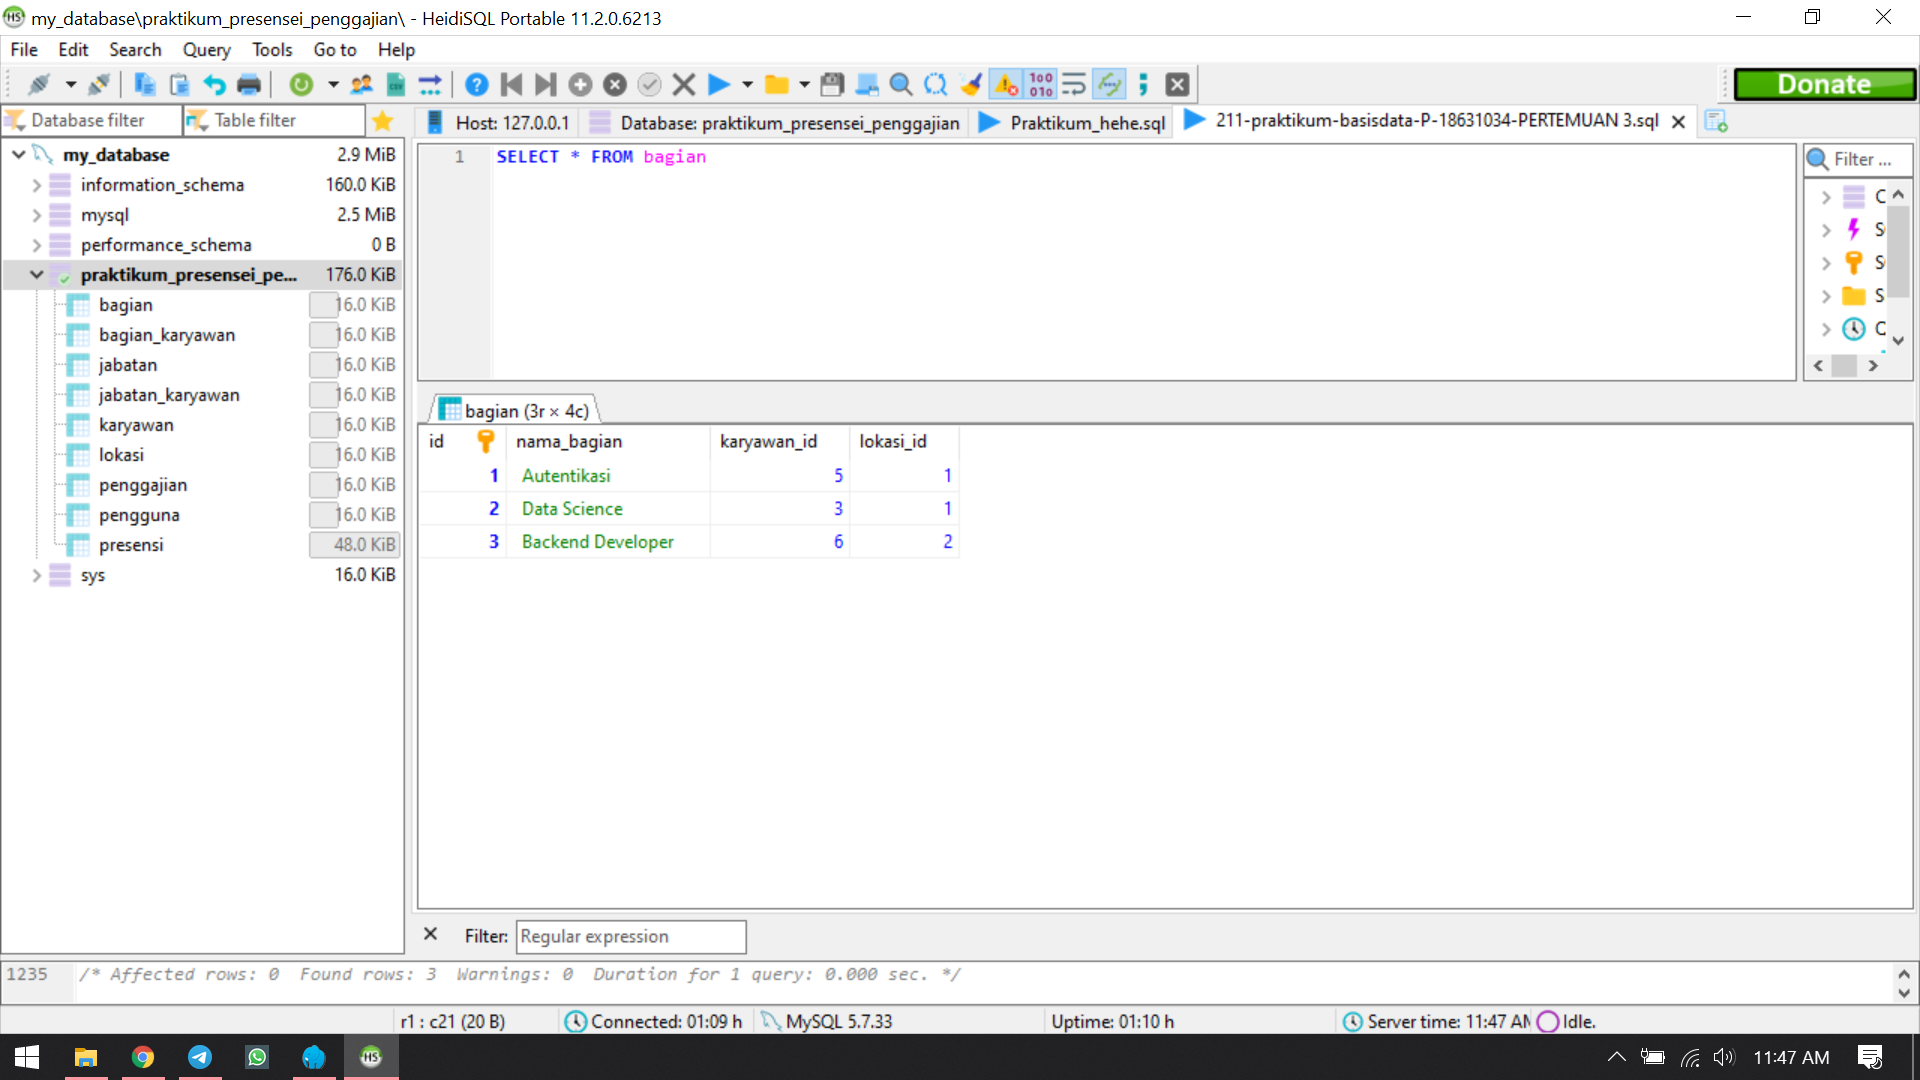 my_database\praktikum_presensei_penggajian\ - HeidiSQL Portable 11.2.0.6213
File Edit Search Query Tools Go to Help
Donate
Database filter Table filter
Host: 127.0.0.1 Database: praktikum_presensei_penggajian Praktikum_hehe.sql 211-praktikum-basisdata-P-18631034-PERTEMUAN 3.sql
my_database 2.9 MiB
information_schema 160.0 KiB
mysql 2.5 MiB
performance_schema 0 B
praktikum_presensei_pe... 176.0 KiB
bagian 16.0 KiB
bagian_karyawan 16.0 KiB
jabatan 16.0 KiB
jabatan_karyawan 16.0 KiB
karyawan 16.0 KiB
lokasi 16.0 KiB
penggajian 16.0 KiB
pengguna 16.0 KiB
presensi 48.0 KiB
sys 16.0 KiB
1 SELECT * FROM bagian
Filter ...
C
S
S
S
bagian (3r × 4c)
id nama_bagian karyawan_id lokasi_id
1 Autentikasi 5 1
2 Data Science 3 1
3 Backend Developer 6 2
Filter: Regular expression
1235 /* Affected rows: 0 Found rows: 3 Warnings: 0 Duration for 1 query: 0.000 sec. */
r1 : c21 (20 B) Connected: 01:09 h MySQL 5.7.33 Uptime: 01:10 h Server time: 11:47 AM Idle.
HS
11:47 AM